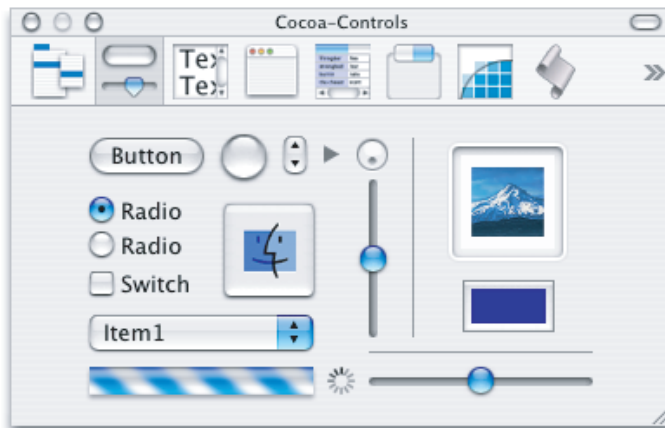 Cocoa-Controls
Tex
Tex
Button
Radio
Radio
Switch
Item1